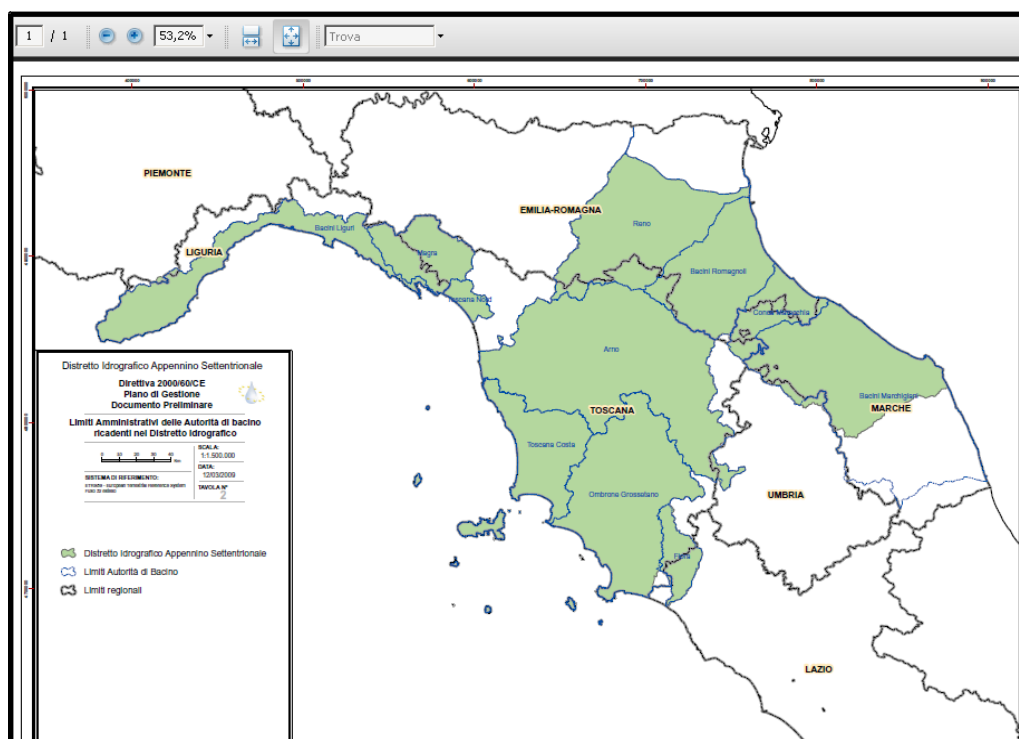 1 / 1 53,2% Trova
PIEMONTE
EMILIA-ROMAGNA
Reno
Bacini Liguri
LIGURIA
Magra
Bacini Romagnoli
Toscana Nord
Conca Marecchia
Arno
Bacini Marchigiani
MARCHE
TOSCANA
Toscana Costa
Ombrone Grossetano
UMBRIA
Fiora
LAZIO
Distretto Idrografico Appennino Settentrionale
Direttiva 2000/60/CE
Plano di Gestione
Documento Preliminare
Limiti Amministrativi delle Autorità di bacino
ricadenti nel Distretto Idrografico
SCALA:
1:1.500.000
DATA:
12/03/2009
SISTEMA DI RIFERIMENTO:
TAVOLA N°
2
Distretto Idrografico Appennino Settentrionale
Limiti Autorità di Bacino
Limiti regionali